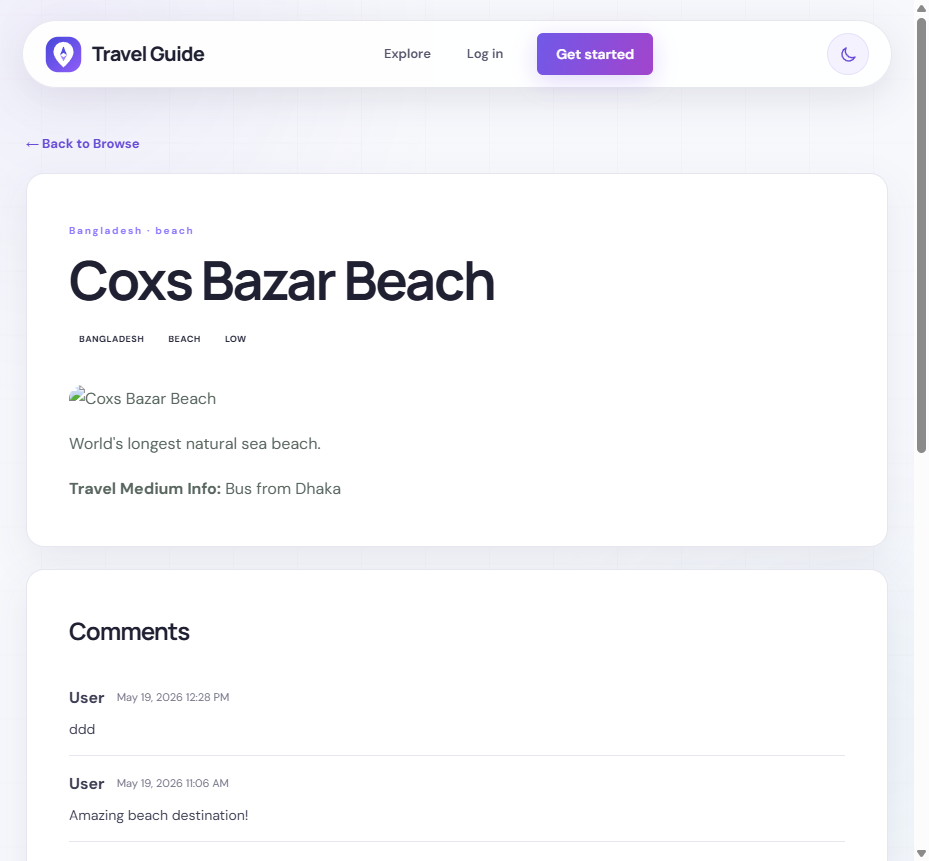 Travel Guide
Explore
Log in
Get started
← Back to Browse
Bangladesh · beach
Coxs Bazar Beach
BANGLADESH BEACH LOW
Coxs Bazar Beach
World's longest natural sea beach.
Travel Medium Info: Bus from Dhaka
Comments
User May 19, 2026 12:28 PM
ddd
User May 19, 2026 11:06 AM
Amazing beach destination!